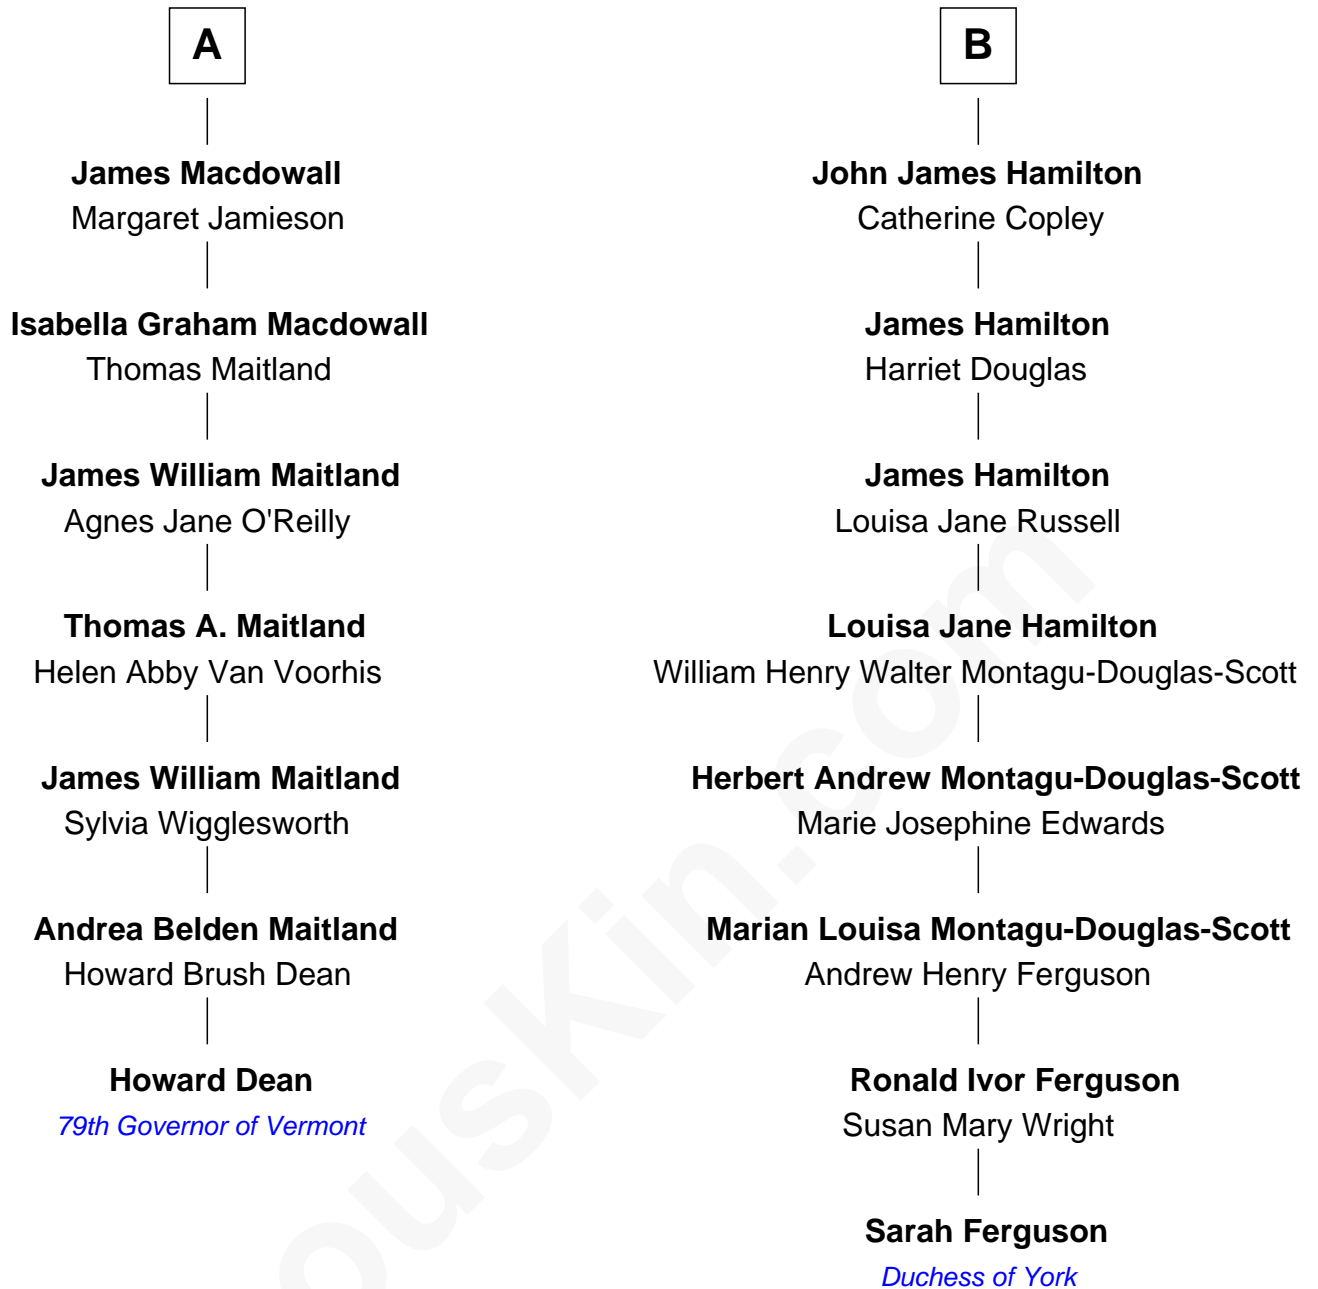 A
James Macdowall
Margaret Jamieson
Isabella Graham Macdowall
Thomas Maitland
James William Maitland
Agnes Jane O'Reilly
Thomas A. Maitland
Helen Abby Van Voorhis
James William Maitland
Sylvia Wigglesworth
Andrea Belden Maitland
Howard Brush Dean
Howard Dean
79th Governor of Vermont
B
John James Hamilton
Catherine Copley
James Hamilton
Harriet Douglas
James Hamilton
Louisa Jane Russell
Louisa Jane Hamilton
William Henry Walter Montagu-Douglas-Scott
Herbert Andrew Montagu-Douglas-Scott
Marie Josephine Edwards
Marian Louisa Montagu-Douglas-Scott
Andrew Henry Ferguson
Ronald Ivor Ferguson
Susan Mary Wright
Sarah Ferguson
Duchess of York
ousKin.com